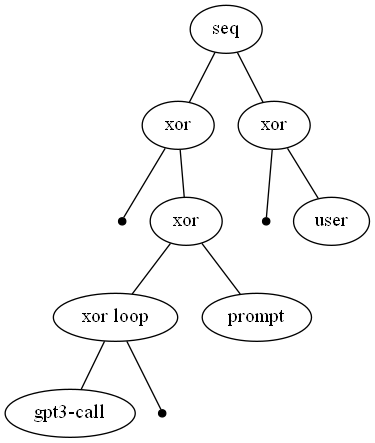 seq
xor
xor
xor
user
xor loop
prompt
gpt3-call